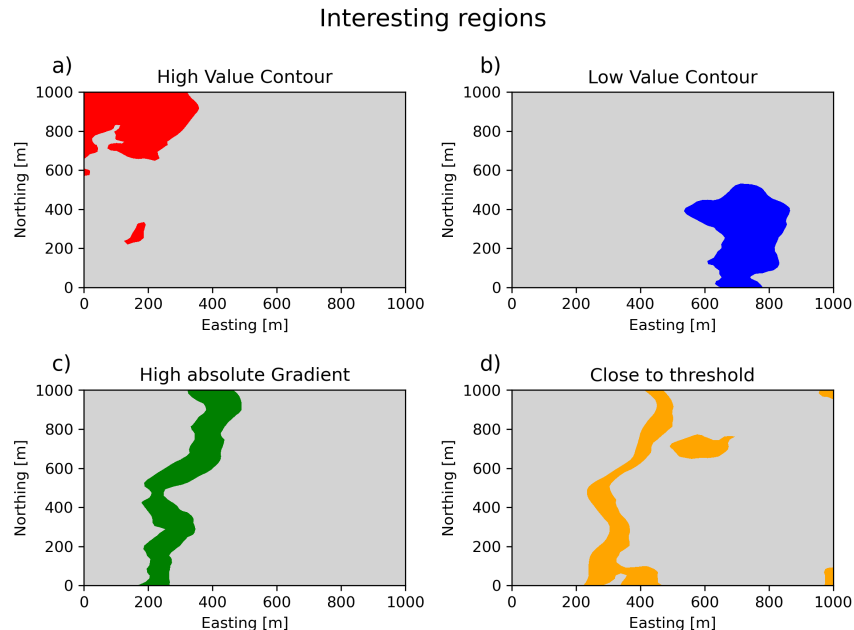 Interesting regions
a)
High Value Contour
1000
800
600
400
200
0
Northing [m]
0 200 400 600 800 1000
Easting [m]
b)
Low Value Contour
1000
800
600
400
200
0
Northing [m]
0 200 400 600 800 1000
Easting [m]
c)
High absolute Gradient
1000
800
600
400
200
0
Northing [m]
0 200 400 600 800 1000
Easting [m]
d)
Close to threshold
1000
800
600
400
200
0
Northing [m]
0 200 400 600 800 1000
Easting [m]